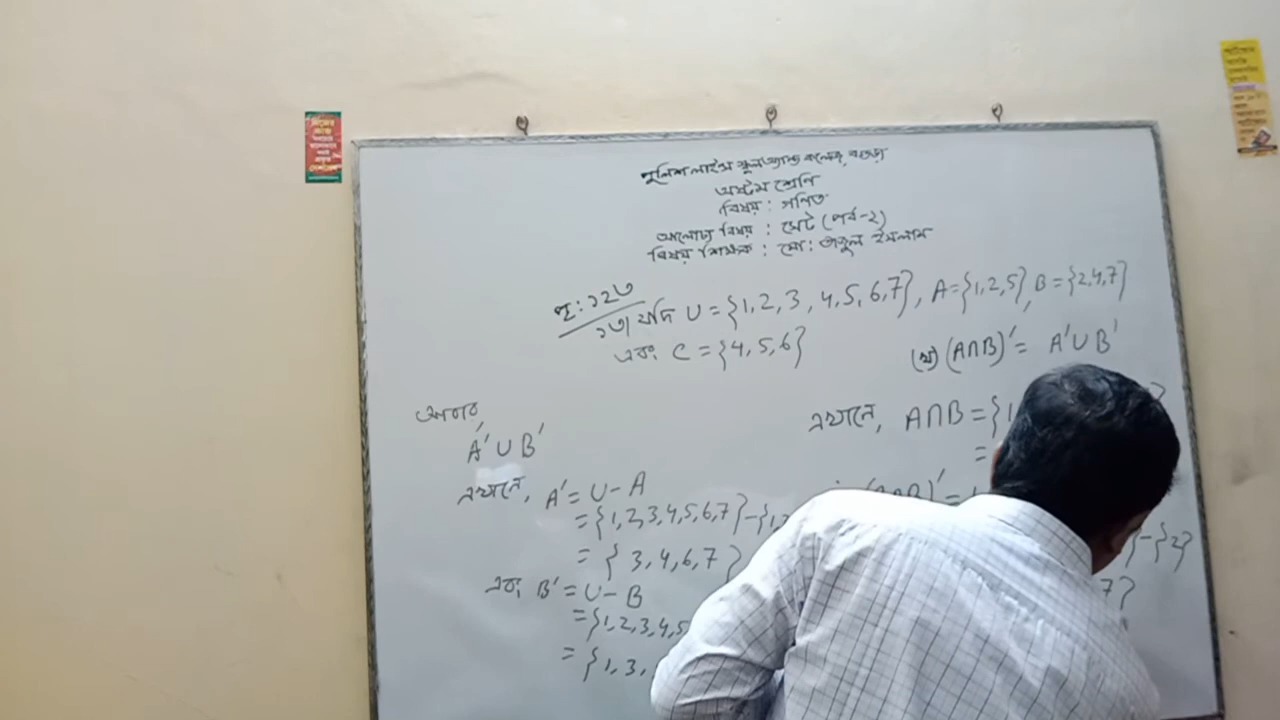 পুলিশ লাইন্স স্কুল অ্যান্ড কলেজ, বগুড়া
অষ্টম শ্রেণি
বিষয় : গণিত
আলোচ্য বিষয় : সেট (পর্ব-২)
বিষয় শিক্ষক : মো: ইসলাম
পৃ: ১২৩
১৩। যদি U = {1, 2, 3, 4, 5, 6, 7}, A = {1, 2, 5}, B = {2, 4, 7}
এবং C = {4, 5, 6}
(খ) (A∩B)′ = A′∪B′
এখানে, A∩B = {1
=
(A∩B)′ =
} - {2}
7}
আবার,
A′∪B′
এখানে, A′ = U - A
= {1, 2, 3, 4, 5, 6, 7} - {1, 2
= { 3, 4, 6, 7 }
এবং B′ = U - B
= {1, 2, 3, 4, 5
= {1, 3,